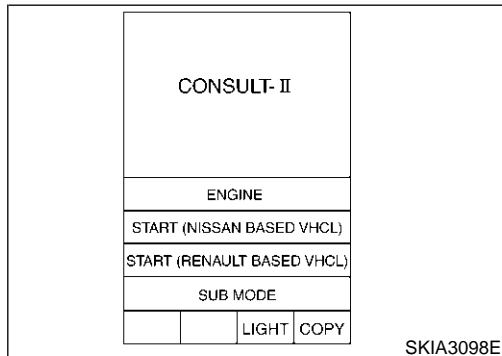 CONSULT-II
ENGINE
START (NISSAN BASED VHCL)
START (RENAULT BASED VHCL)
SUB MODE
LIGHT COPY
SKIA3098E